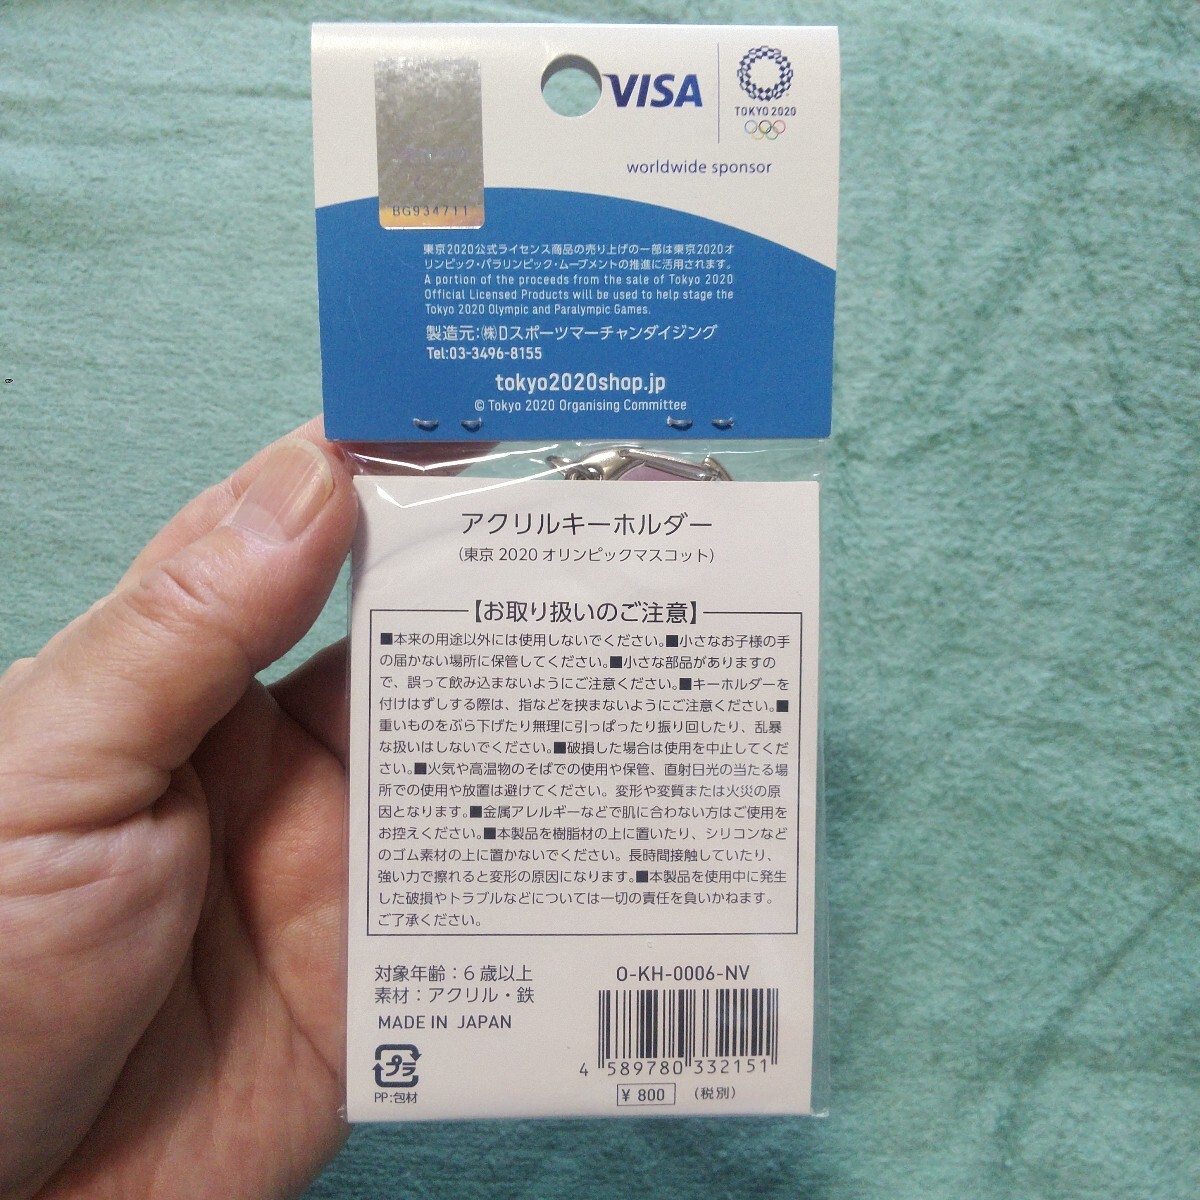 VISA
TOKYO 2020
worldwide sponsor
BG934711
東京2020公式ライセンス商品の売り上げの一部は東京2020オ
リンピック・パラリンピック・ムーブメントの推進に活用されます。
A portion of the proceeds from the sale of Tokyo 2020
Official Licensed Products will be used to help stage the
Tokyo 2020 Olympic and Paralympic Games.
製造元:㈱Dスポーツマーチャンダイジング
Tel:03-3496-8155
tokyo2020shop.jp
© Tokyo 2020 Organising Committee
アクリルキーホルダー
(東京 2020 オリンピックマスコット)
【お取り扱いのご注意】
■本来の用途以外には使用しないでください。■小さなお子様の手
の届かない場所に保管してください。■小さな部品がありますの
で、誤って飲み込まないようにご注意ください。■キーホルダーを
付けはずしする際は、指などを挟まないようにご注意ください。■
重いものをぶら下げたり無理に引っぱったり振り回したり、乱暴
な扱いはしないでください。■破損した場合は使用を中止してくだ
さい。■火気や高温物のそばでの使用や保管、直射日光の当たる場
所での使用や放置は避けてください。変形や変質または火災の原
因となります。■金属アレルギーなどで肌に合わない方はご使用を
お控えください。■本製品を樹脂材の上に置いたり、シリコンなど
のゴム素材の上に置かないでください。長時間接触していたり、
強い力で擦れると変形の原因になります。■本製品を使用中に発生
した破損やトラブルなどについては一切の責任を負いかねます。
ご了承ください。
対象年齢:6 歳以上
素材:アクリル・鉄
MADE IN JAPAN
プラ
PP:包材
O-KH-0006-NV
4 589780 332151
¥ 800 (税別)